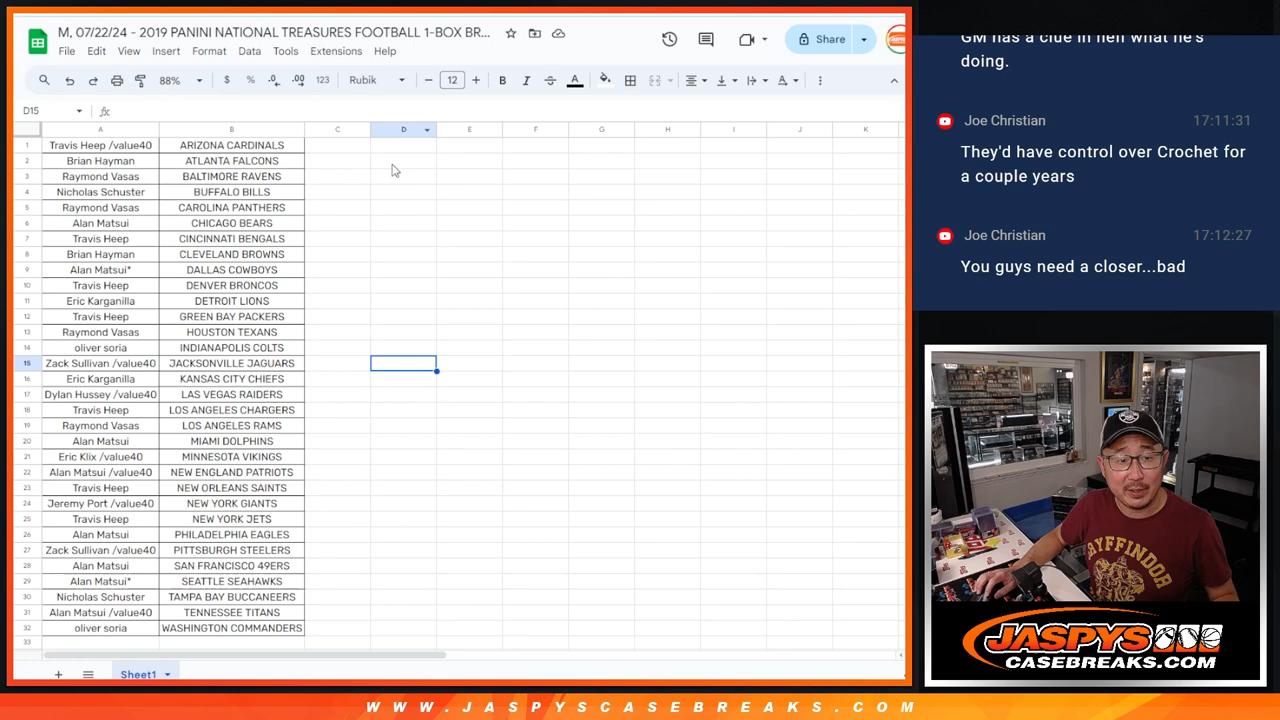 M, 07/22/24 - 2019 PANINI NATIONAL TREASURES FOOTBALL 1-BOX BR...
File Edit View Insert Format Data Tools Extensions Help
Share
88% $ % .0 .00 123 Rubik 12 B I A
D15 fx
A B C D E F G H I J K
1 Travis Heep /value40 ARIZONA CARDINALS
2 Brian Hayman ATLANTA FALCONS
3 Raymond Vasas BALTIMORE RAVENS
4 Nicholas Schuster BUFFALO BILLS
5 Raymond Vasas CAROLINA PANTHERS
6 Alan Matsui CHICAGO BEARS
7 Travis Heep CINCINNATI BENGALS
8 Brian Hayman CLEVELAND BROWNS
9 Alan Matsui* DALLAS COWBOYS
10 Travis Heep DENVER BRONCOS
11 Eric Karganilla DETROIT LIONS
12 Travis Heep GREEN BAY PACKERS
13 Raymond Vasas HOUSTON TEXANS
14 oliver soria INDIANAPOLIS COLTS
15 Zack Sullivan /value40 JACKSONVILLE JAGUARS
16 Eric Karganilla KANSAS CITY CHIEFS
17 Dylan Hussey /value40 LAS VEGAS RAIDERS
18 Travis Heep LOS ANGELES CHARGERS
19 Raymond Vasas LOS ANGELES RAMS
20 Alan Matsui MIAMI DOLPHINS
21 Eric Klix /value40 MINNESOTA VIKINGS
22 Alan Matsui /value40 NEW ENGLAND PATRIOTS
23 Travis Heep NEW ORLEANS SAINTS
24 Jeremy Port /value40 NEW YORK GIANTS
25 Travis Heep NEW YORK JETS
26 Alan Matsui PHILADELPHIA EAGLES
27 Zack Sullivan /value40 PITTSBURGH STEELERS
28 Alan Matsui SAN FRANCISCO 49ERS
29 Alan Matsui* SEATTLE SEAHAWKS
30 Nicholas Schuster TAMPA BAY BUCCANEERS
31 Alan Matsui /value40 TENNESSEE TITANS
32 oliver soria WASHINGTON COMMANDERS
33
Sheet1
GM has a clue in hell what he's
doing.
Joe Christian 17:11:31
They'd have control over Crochet for
a couple years
Joe Christian 17:12:27
You guys need a closer...bad
GRYFFINDOR
JASPYS
CASEBREAKS.COM
WWW.JASPYSCASEBREAKS.COM